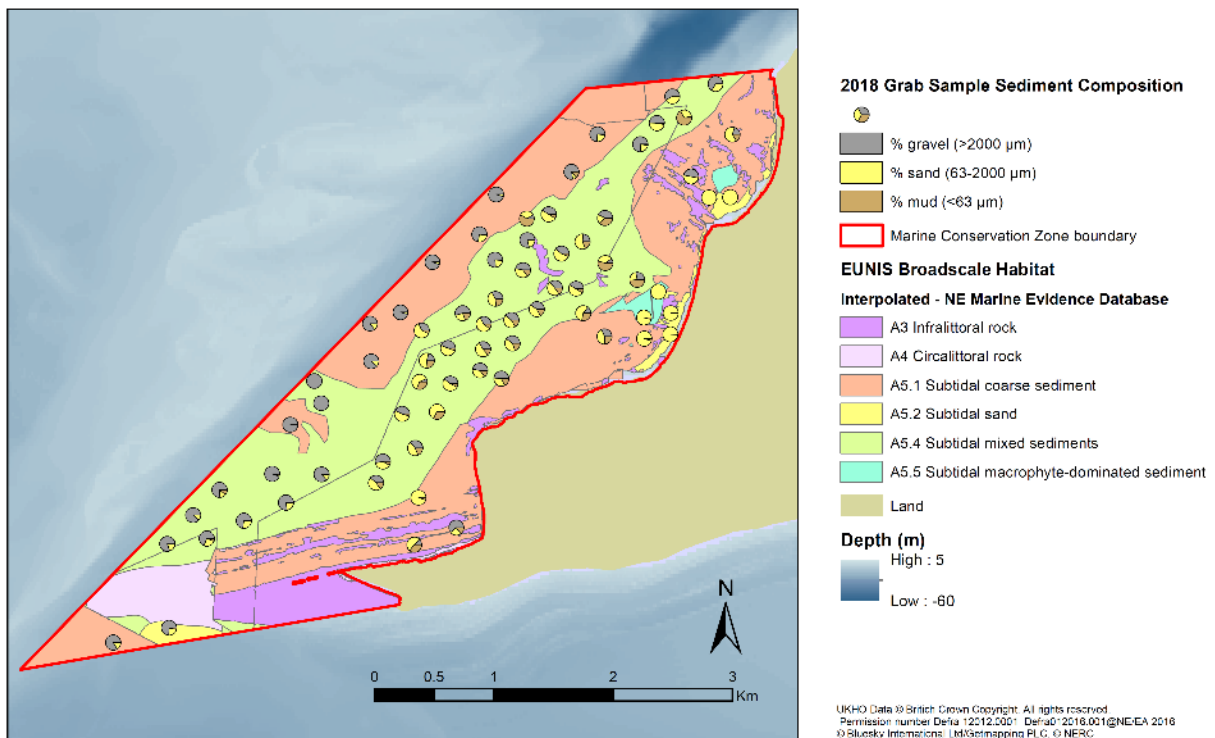 2018 Grab Sample Sediment Composition
% gravel (>2000 µm)
% sand (63-2000 µm)
% mud (<63 µm)
Marine Conservation Zone boundary
EUNIS Broadscale Habitat
Interpolated - NE Marine Evidence Database
A3 Infralittoral rock
A4 Circalittoral rock
A5.1 Subtidal coarse sediment
A5.2 Subtidal sand
A5.4 Subtidal mixed sediments
A5.5 Subtidal macrophyte-dominated sediment
Land
Depth (m)
High : 5
Low : -60
N
0 0.5 1 2 3
Km
UKHO Data © British Crown Copyright. All rights reserved.
Permission number Defra 12012.0001 Defra012016.001@NE/EA 2016
© Bluesky International Ltd/Getmapping PLC, © NERC